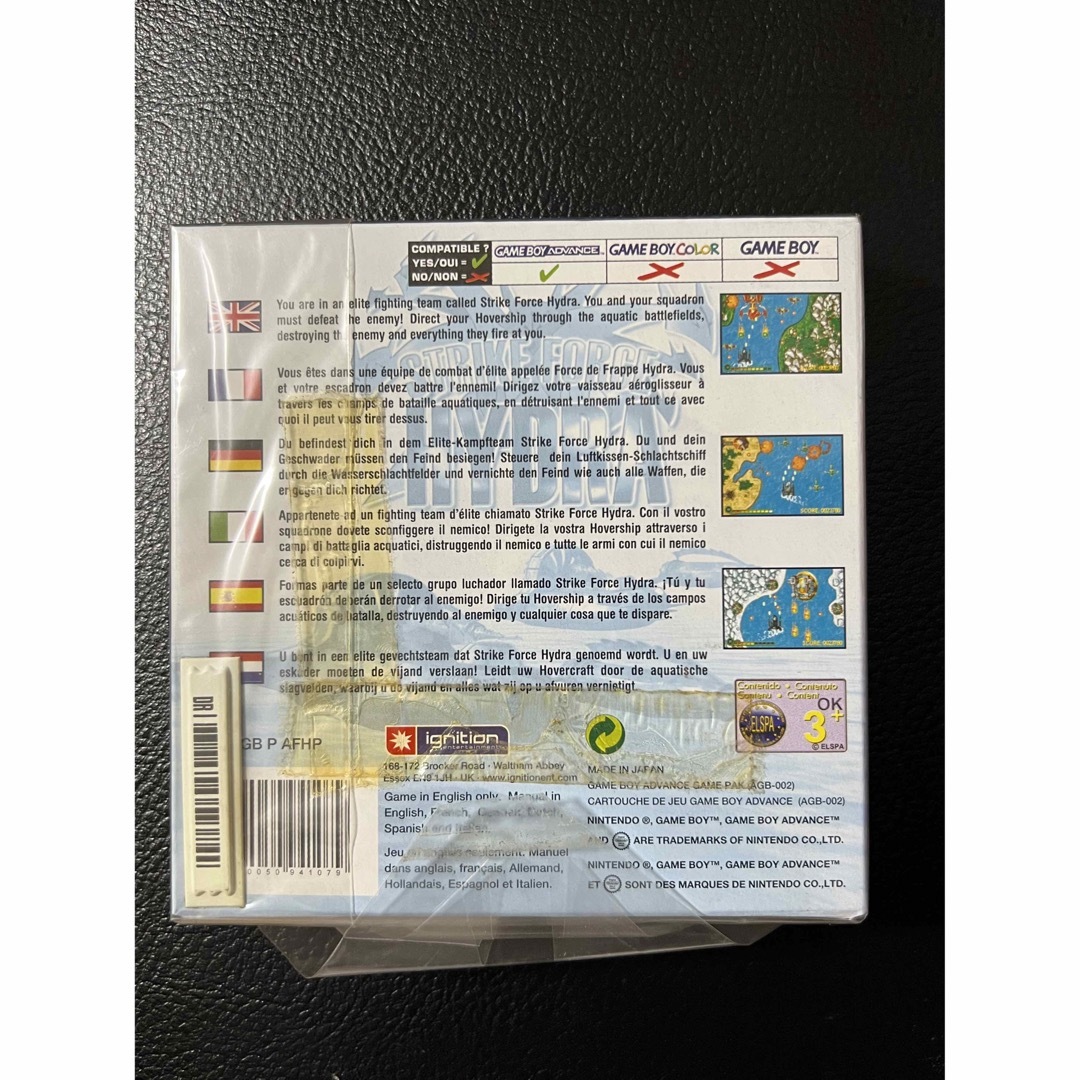 COMPATIBLE ?
YES/OUI =
NO/NON =
GAME BOY ADVANCE™
GAME BOY COLOR
GAME BOY™
You are in an elite fighting team called Strike Force Hydra. You and your squadron
must defeat the enemy! Direct your Hovership through the aquatic battlefields,
destroying the enemy and everything they fire at you.
Vous êtes dans une équipe de combat d'élite appelée Force de Frappe Hydra. Vous
et votre escadron devez battre l'ennemi! Dirigez votre vaisseau aéroglisseur à
travers les champs de bataille aquatiques, en détruisant l'ennemi et tout ce avec
quoi il peut vous tirer dessus.
Du befindest dich in dem Elite-Kampfteam Strike Force Hydra. Du und dein
Geschwader müssen den Feind besiegen! Steuere dein Luftkissen-Schlachtschiff
durch die Wasserschlachtfelder und vernichte den Feind wie auch alle Waffen, die
er gegen dich richtet.
Appartenete ad un fighting team d'élite chiamato Strike Force Hydra. Con il vostro
squadrone dovete sconfiggere il nemico! Dirigete la vostra Hovership attraverso i
campi di battaglia acquatici, distruggendo il nemico e tutte le armi con cui il nemico
cerca di colpirvi.
Formas parte de un selecto grupo luchador llamado Strike Force Hydra. ¡Tú y tu
escuadrón deberán derrotar al enemigo! Dirige tu Hovership a través de los campos
acuáticos de batalla, destruyendo al enemigo y cualquier cosa que te dispare.
U bent in een elite gevechtsteam dat Strike Force Hydra genoemd wordt. U en uw
eskader moeten de vijand verslaan! Leidt uw Hovercraft door de aquatische
slagvelden, waarbij u de vijand en alles wat zij op u afvuren vernietigt.
STRIKE FORCE
HYDRA
Contenido • Contenuto
Contenu • Content
ELSPA
OK
3+
© ELSPA
DR I
GB P AFHP
0050 941079
ignition
entertainment
168-172 Brooker Road · Waltham Abbey
Essex EN9 1JH · UK · www.ignitionent.com
Game in English only. Manual in
English, French, German, Dutch,
Spanish and Italian.
Jeu en anglais seulement. Manuel
dans anglais, français, Allemand,
Hollandais, Espagnol et Italien.
MADE IN JAPAN
GAME BOY ADVANCE GAME PAK (AGB-002)
CARTOUCHE DE JEU GAME BOY ADVANCE (AGB-002)
NINTENDO ®, GAME BOY™, GAME BOY ADVANCE™
AND ARE TRADEMARKS OF NINTENDO CO.,LTD.
NINTENDO ®, GAME BOY™, GAME BOY ADVANCE™
ET SONT DES MARQUES DE NINTENDO CO.,LTD.